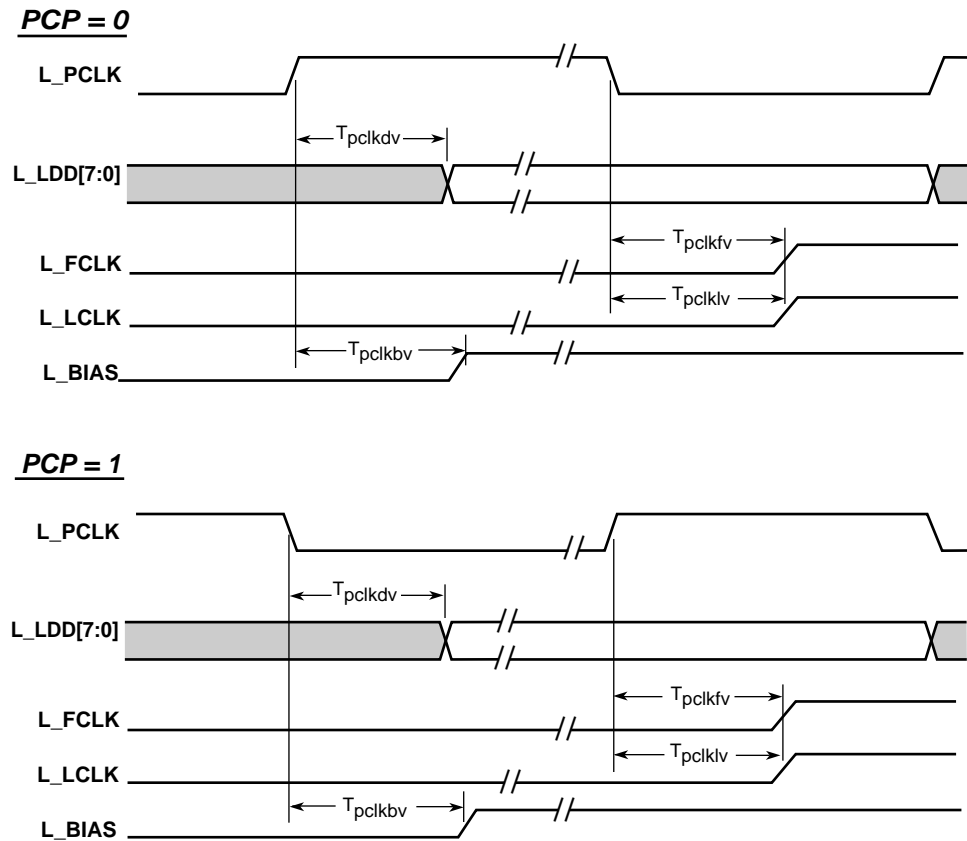 PCP = 0
L_PCLK
Tpclkdv
L_LDD[7:0]
L_FCLK
Tpclkfv
L_LCLK
Tpclklv
L_BIAS
Tpclkbv
PCP = 1
L_PCLK
Tpclkdv
L_LDD[7:0]
L_FCLK
Tpclkfv
L_LCLK
Tpclklv
L_BIAS
Tpclkbv